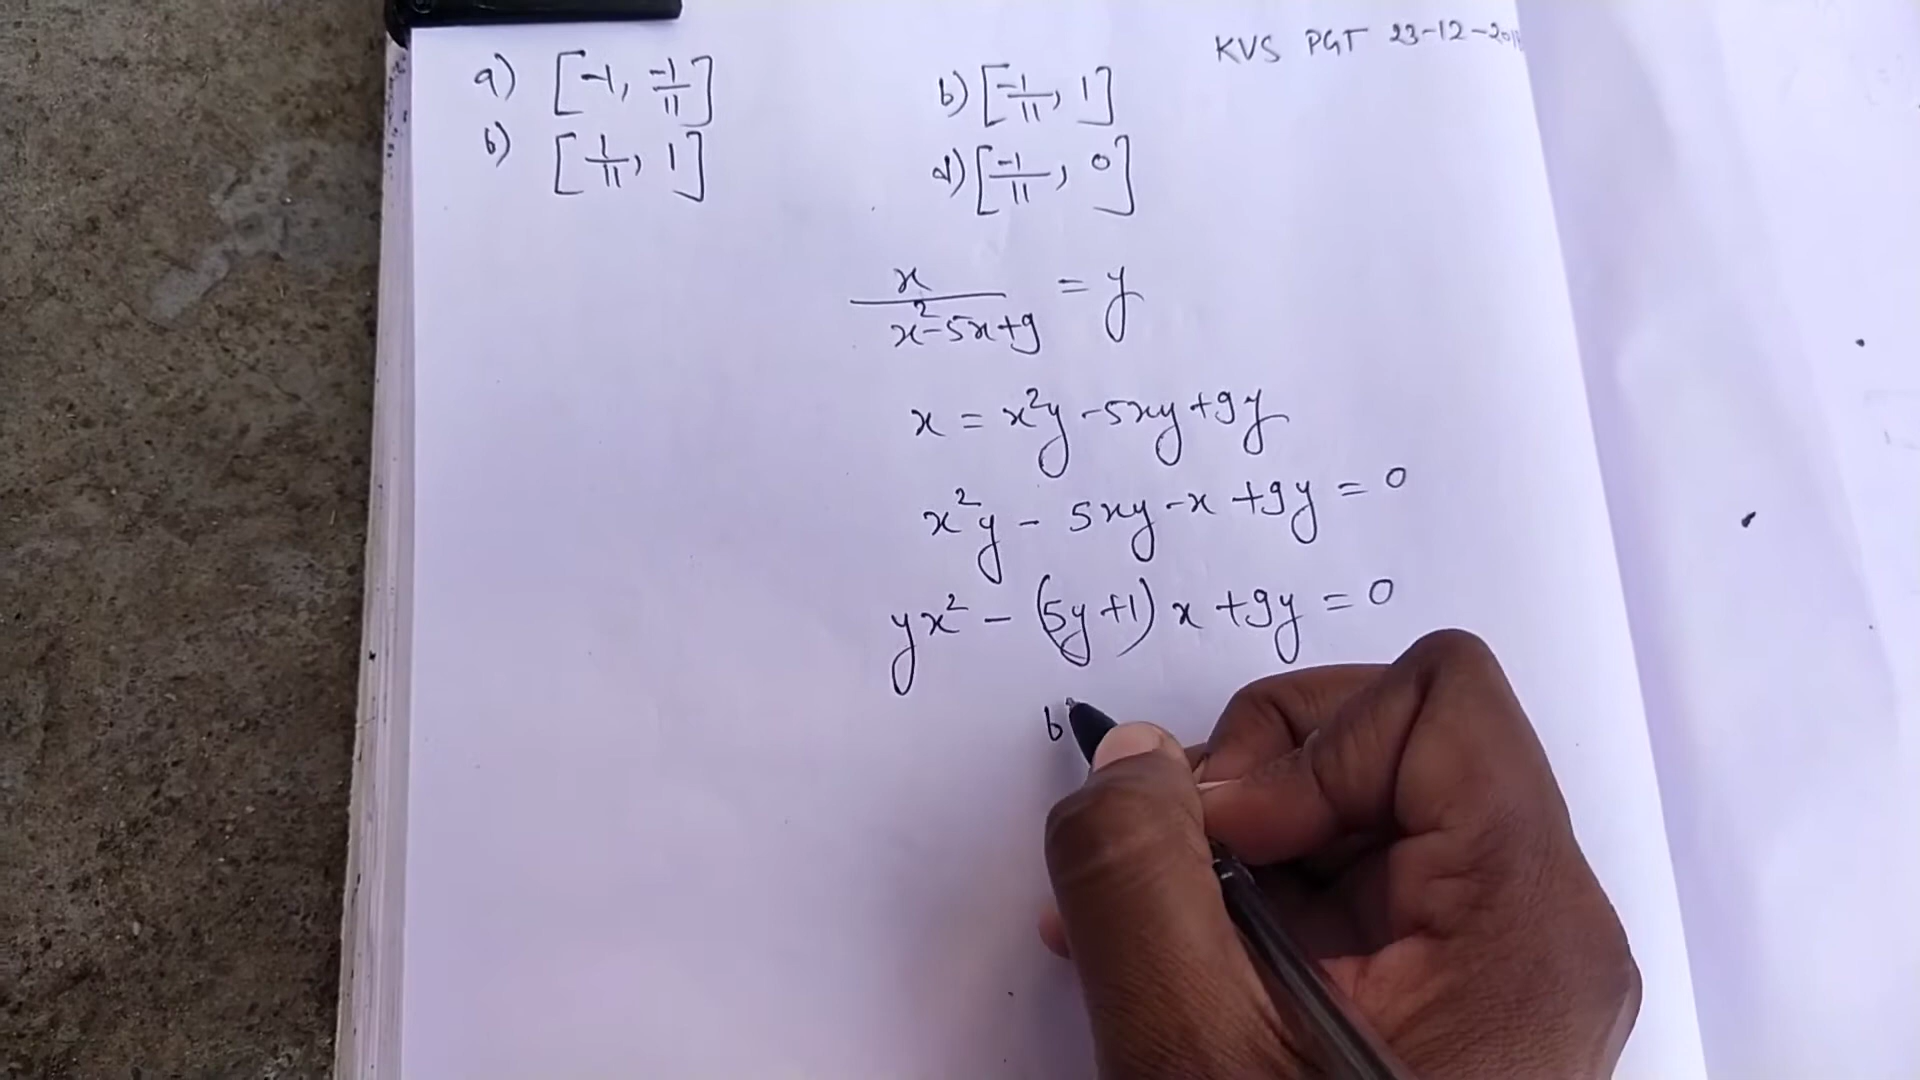 KVS PGT 23-12-201
a) [-1, -1/11] b) [-1/11, 1]
b) [1/11, 1] d) [-1/11, 0]
x/(x²-5x+9) = y
x = x²y -5xy +9y
x²y - 5xy -x +9y = 0
yx² - (5y+1) x +9y = 0
b